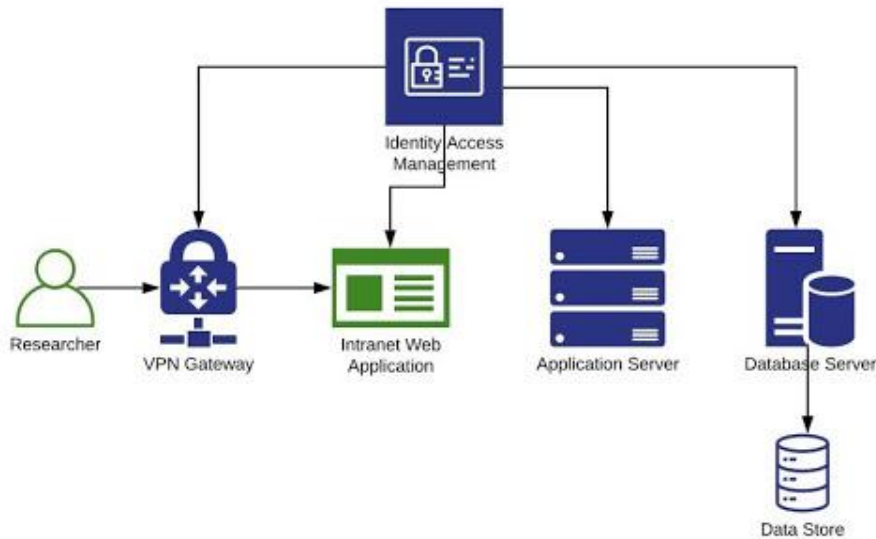 Identity Access
Management
Researcher
VPN Gateway
Intranet Web
Application
Application Server
Database Server
Data Store